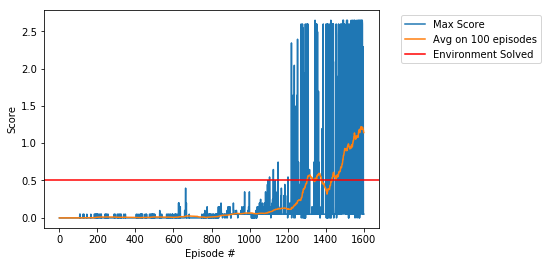 2.5
2.0
1.5
1.0
0.5
0.0
Score
0 200 400 600 800 1000 1200 1400 1600
Episode #
Max Score
Avg on 100 episodes
Environment Solved